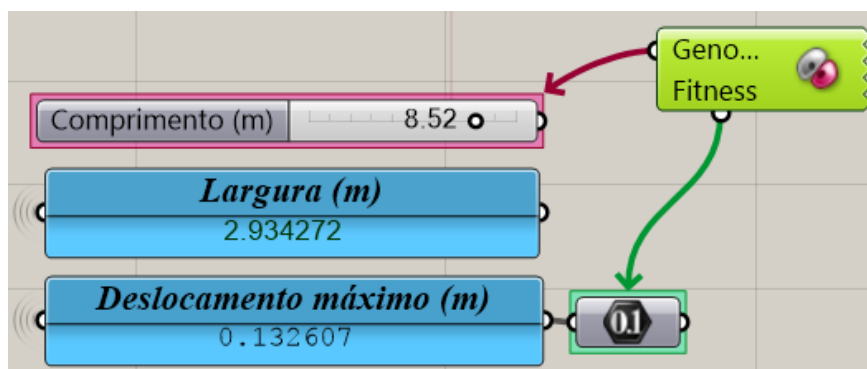 Geno...
Fitness
Comprimento (m) 8.52
Largura (m)
2.934272
Deslocamento máximo (m)
0.132607
0.1